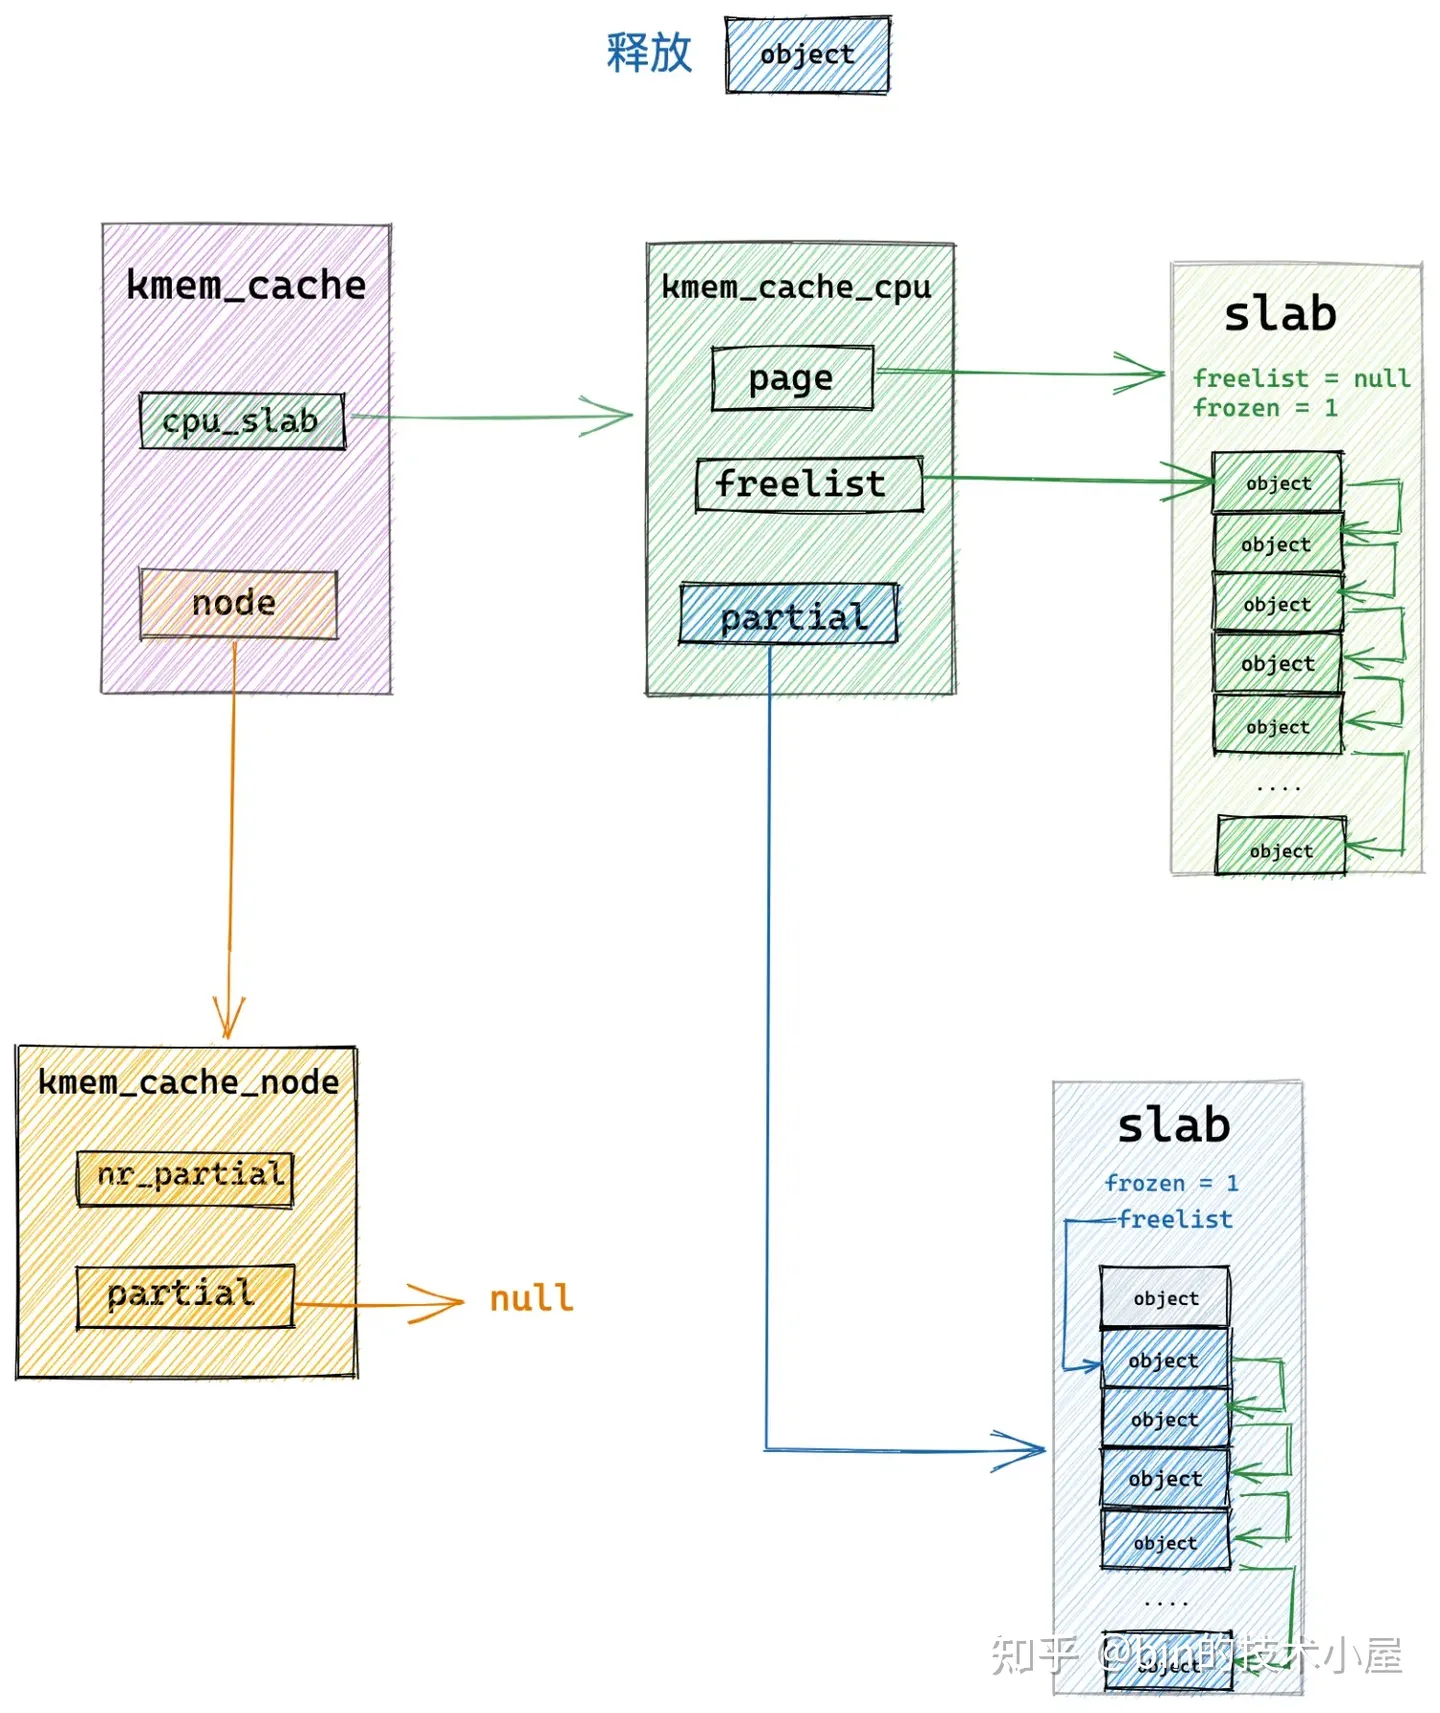 释放 object
kmem_cache
cpu_slab
node
kmem_cache_cpu
page
freelist
partial
slab
freelist = null
frozen = 1
object
object
object
object
object
....
object
kmem_cache_node
nr_partial
partial
null
slab
frozen = 1
freelist
object
object
object
object
object
....
object
知乎 @bin的技术小屋